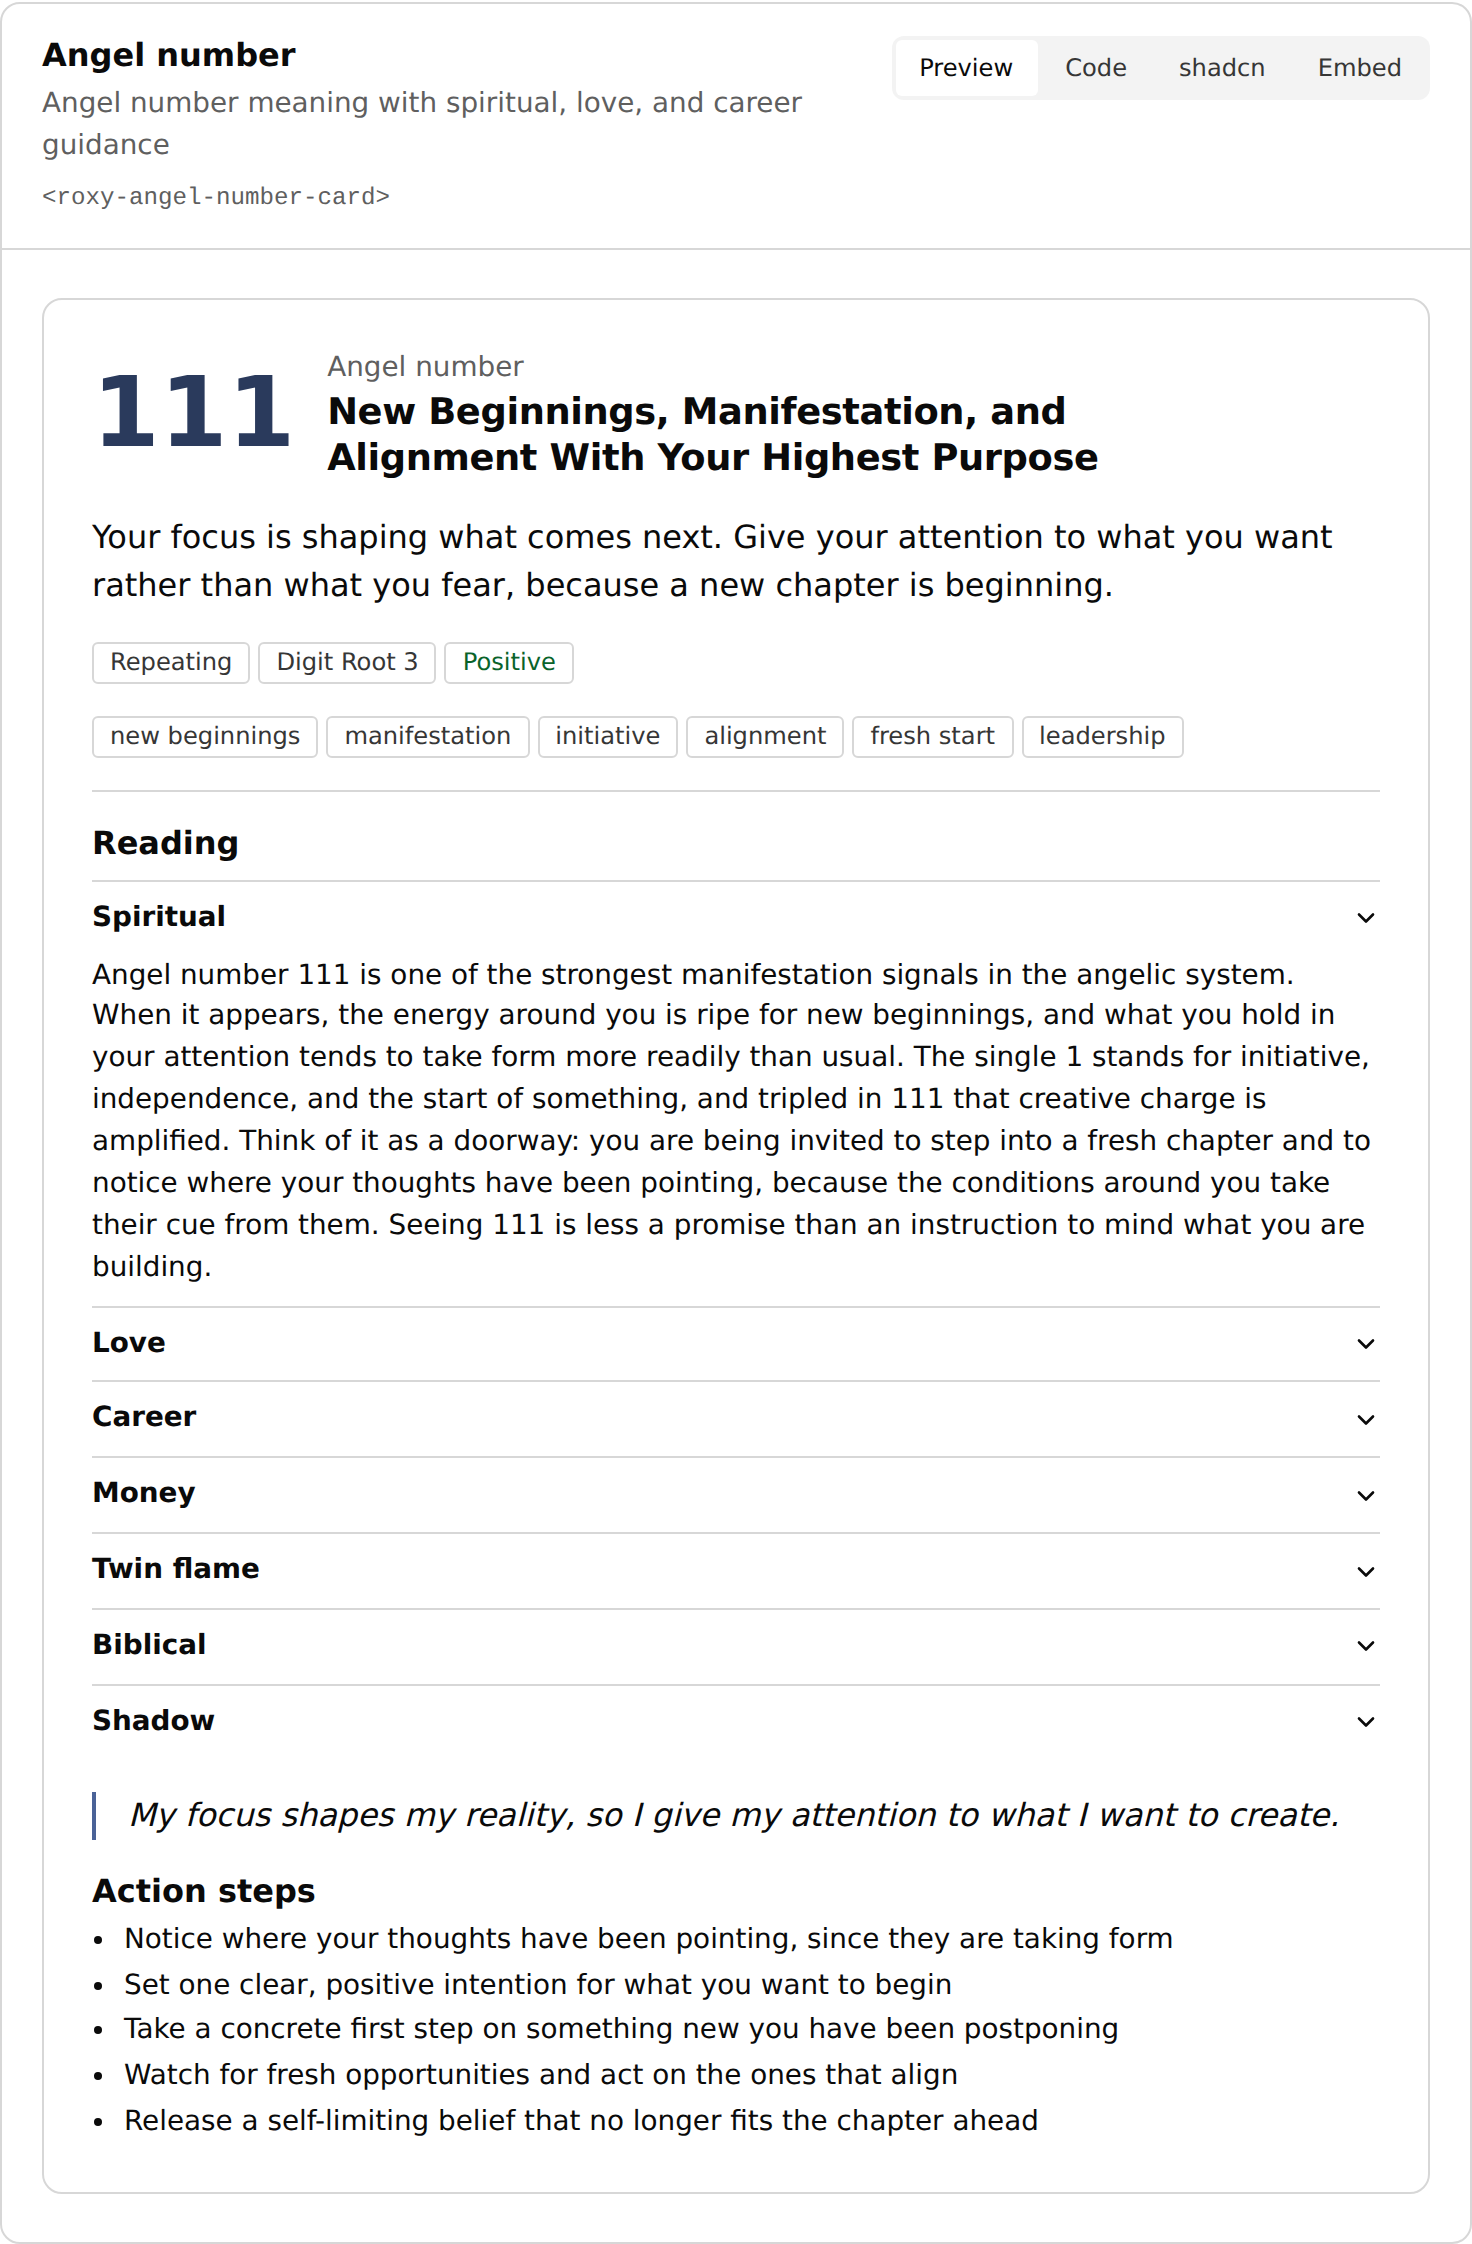 Angel number
Angel number meaning with spiritual, love, and career
guidance
<roxy-angel-number-card>
Preview Code shadcn Embed
111
Angel number
New Beginnings, Manifestation, and
Alignment With Your Highest Purpose
Your focus is shaping what comes next. Give your attention to what you want
rather than what you fear, because a new chapter is beginning.
Repeating Digit Root 3 Positive
new beginnings manifestation initiative alignment fresh start leadership
Reading
Spiritual
Angel number 111 is one of the strongest manifestation signals in the angelic system.
When it appears, the energy around you is ripe for new beginnings, and what you hold in
your attention tends to take form more readily than usual. The single 1 stands for initiative,
independence, and the start of something, and tripled in 111 that creative charge is
amplified. Think of it as a doorway: you are being invited to step into a fresh chapter and to
notice where your thoughts have been pointing, because the conditions around you take
their cue from them. Seeing 111 is less a promise than an instruction to mind what you are
building.
Love
Career
Money
Twin flame
Biblical
Shadow
My focus shapes my reality, so I give my attention to what I want to create.
Action steps
• Notice where your thoughts have been pointing, since they are taking form
• Set one clear, positive intention for what you want to begin
• Take a concrete first step on something new you have been postponing
• Watch for fresh opportunities and act on the ones that align
• Release a self-limiting belief that no longer fits the chapter ahead